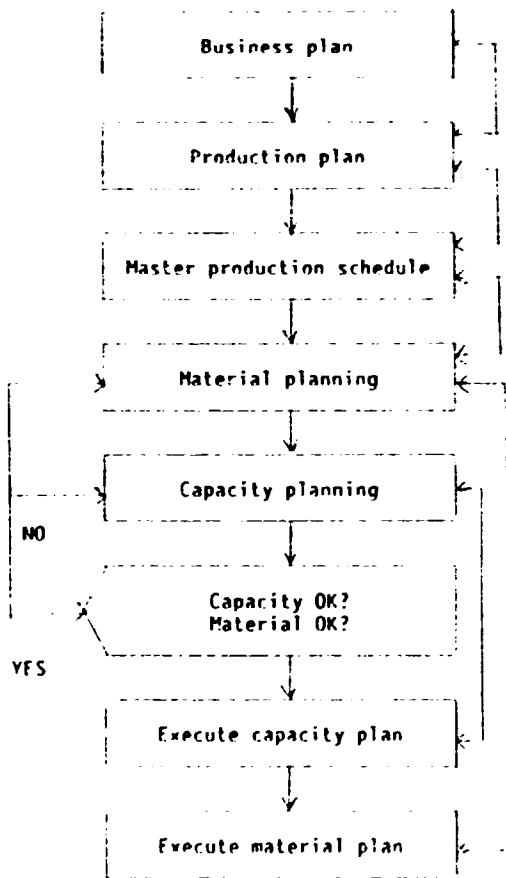 Business plan
Production plan
Master production schedule
Material planning
Capacity planning
NO
Capacity OK?
Material OK?
YES
Execute capacity plan
Execute material plan